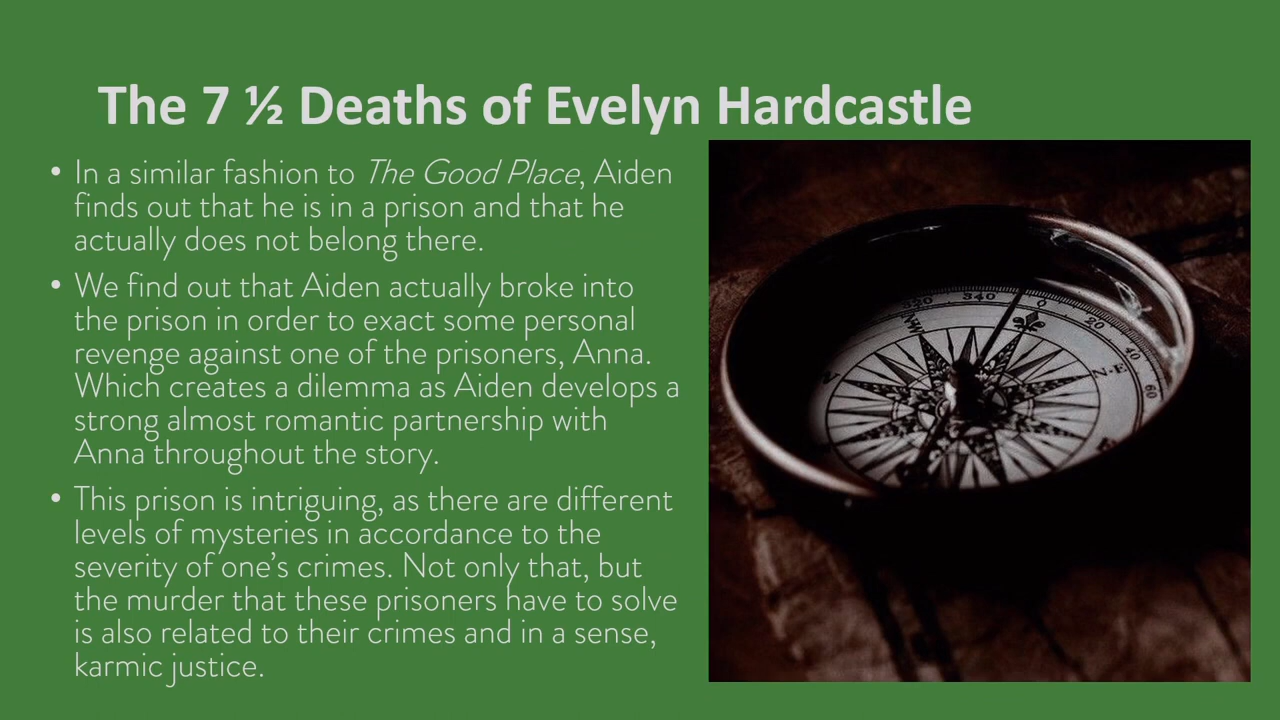 The 7 ½ Deaths of Evelyn Hardcastle
• In a similar fashion to The Good Place, Aiden
finds out that he is in a prison and that he
actually does not belong there.
• We find out that Aiden actually broke into
the prison in order to exact some personal
revenge against one of the prisoners, Anna.
Which creates a dilemma as Aiden develops a
strong almost romantic partnership with
Anna throughout the story.
• This prison is intriguing, as there are different
levels of mysteries in accordance to the
severity of one’s crimes. Not only that, but
the murder that these prisoners have to solve
is also related to their crimes and in a sense,
karmic justice.
340
0
20
40
60
N·E